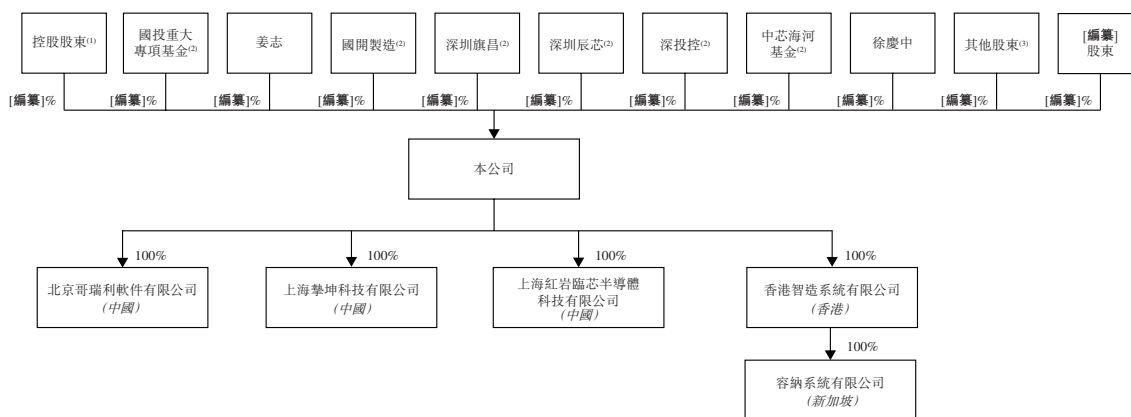 控股股東(1)
國投重大
專項基金(2)
姜志
國開製造(2)
深圳旗昌(2)
深圳辰芯(2)
深投控(2)
中芯海河
基金(2)
徐慶中
其他股東(3)
[編纂]
股東
[編纂]%
[編纂]%
[編纂]%
[編纂]%
[編纂]%
[編纂]%
[編纂]%
[編纂]%
[編纂]%
[編纂]%
[編纂]%
本公司
100%
100%
100%
100%
北京哥瑞利軟件有限公司
(中國)
上海摯坤科技有限公司
(中國)
上海紅岩臨芯半導體
科技有限公司
(中國)
香港智造系統有限公司
(香港)
100%
容納系統有限公司
(新加坡)